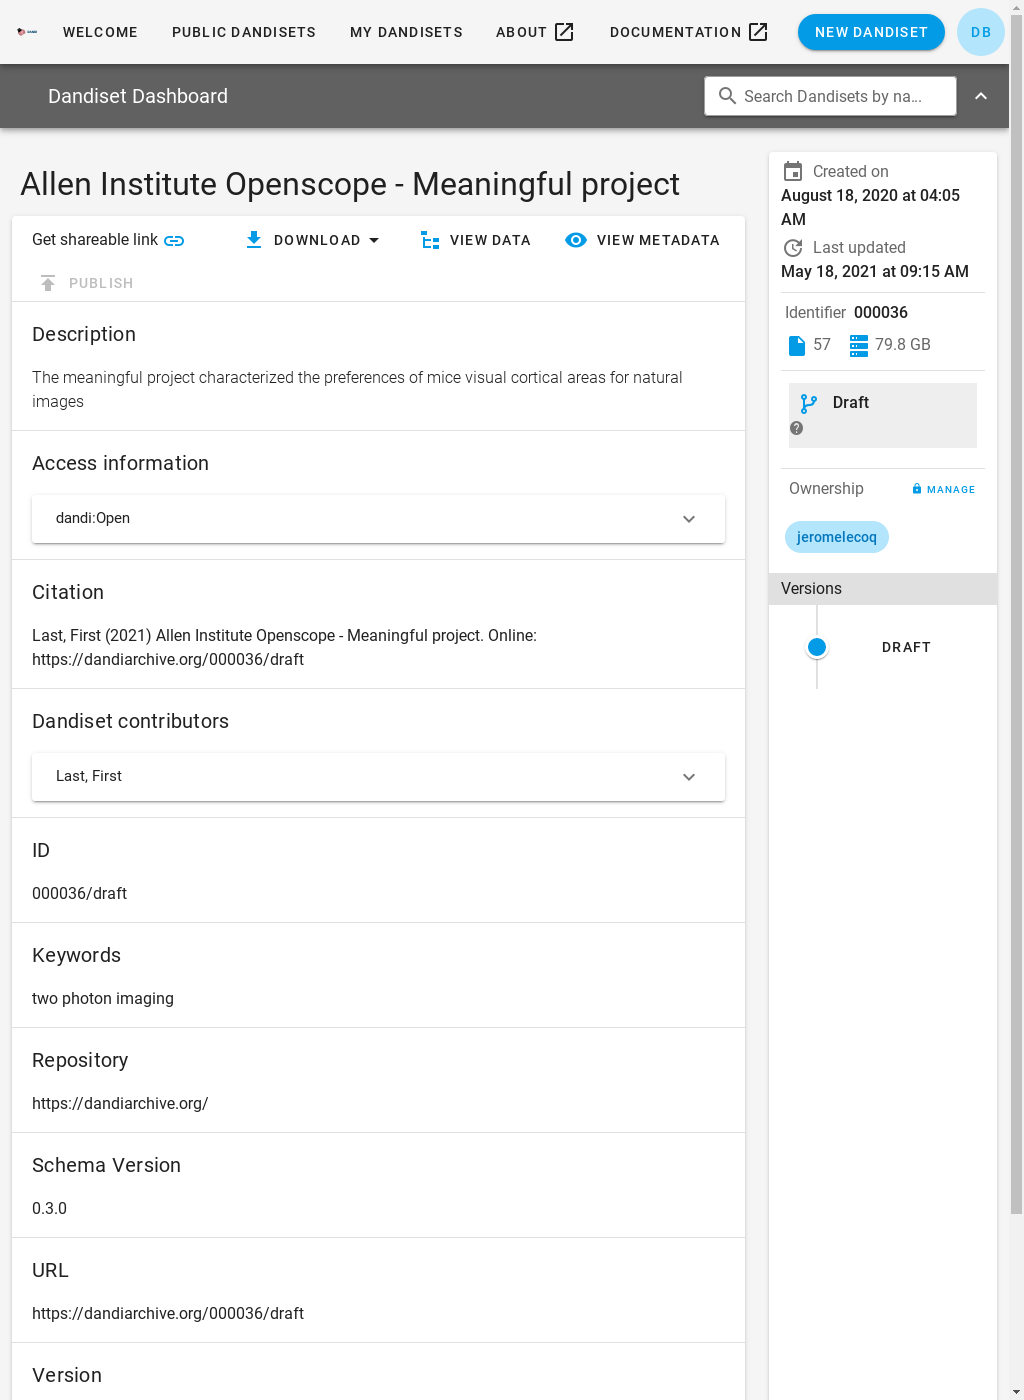 WELCOME PUBLIC DANDISETS MY DANDISETS ABOUT DOCUMENTATION NEW DANDISET DB
Dandiset Dashboard Search Dandisets by na...
Allen Institute Openscope - Meaningful project
Get shareable link DOWNLOAD VIEW DATA VIEW METADATA
PUBLISH
Description
The meaningful project characterized the preferences of mice visual cortical areas for natural
images
Access information
dandi:Open
Citation
Last, First (2021) Allen Institute Openscope - Meaningful project. Online:
https://dandiarchive.org/000036/draft
Dandiset contributors
Last, First
ID
000036/draft
Keywords
two photon imaging
Repository
https://dandiarchive.org/
Schema Version
0.3.0
URL
https://dandiarchive.org/000036/draft
Version
Created on
August 18, 2020 at 04:05
AM
Last updated
May 18, 2021 at 09:15 AM
Identifier 000036
57 79.8 GB
Draft
Ownership MANAGE
jeromelecoq
Versions
DRAFT